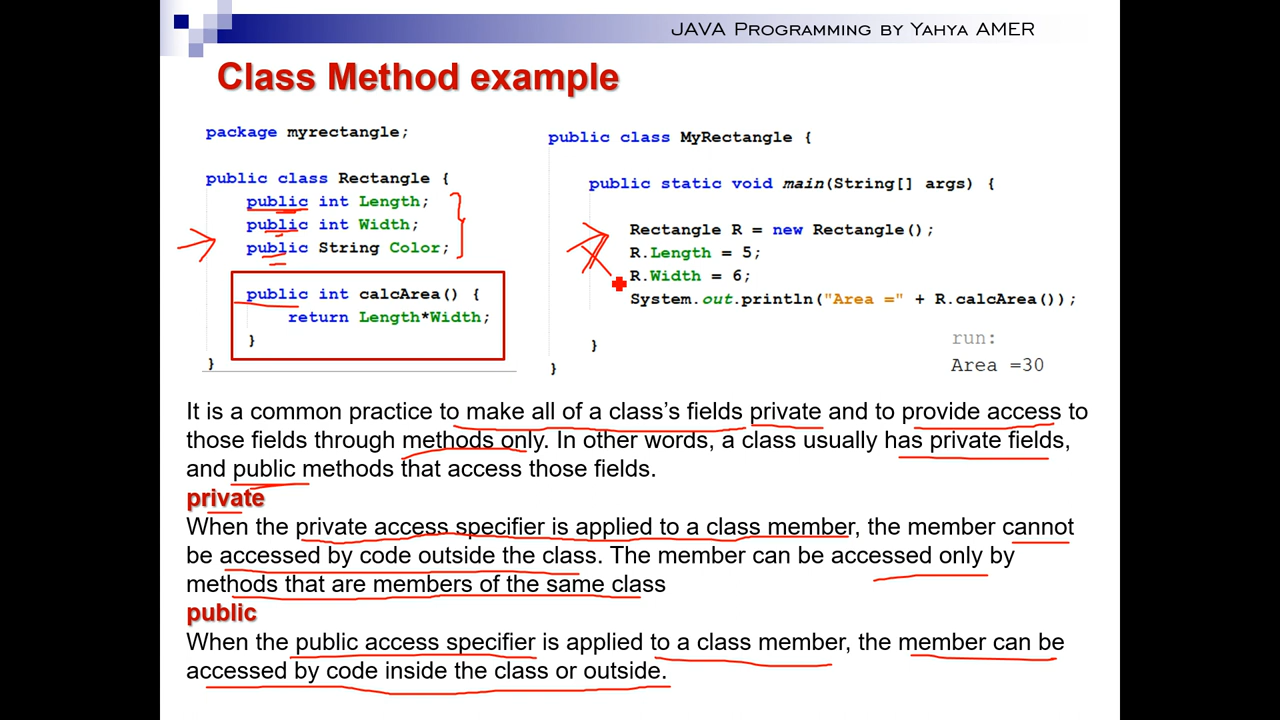 JAVA PROGRAMMING BY YAHYA AMER
Class Method example
package myrectangle;
public class Rectangle {
public int Length;
public int Width;
public String Color;
public int calcArea() {
return Length*Width;
}
}
public class MyRectangle {
public static void main(String[] args) {
Rectangle R = new Rectangle();
R.Length = 5;
R.Width = 6;
System.out.println("Area =" + R.calcArea());
}
}
run:
Area =30
It is a common practice to make all of a class's fields private and to provide access to
those fields through methods only. In other words, a class usually has private fields,
and public methods that access those fields.
private
When the private access specifier is applied to a class member, the member cannot
be accessed by code outside the class. The member can be accessed only by
methods that are members of the same class
public
When the public access specifier is applied to a class member, the member can be
accessed by code inside the class or outside.